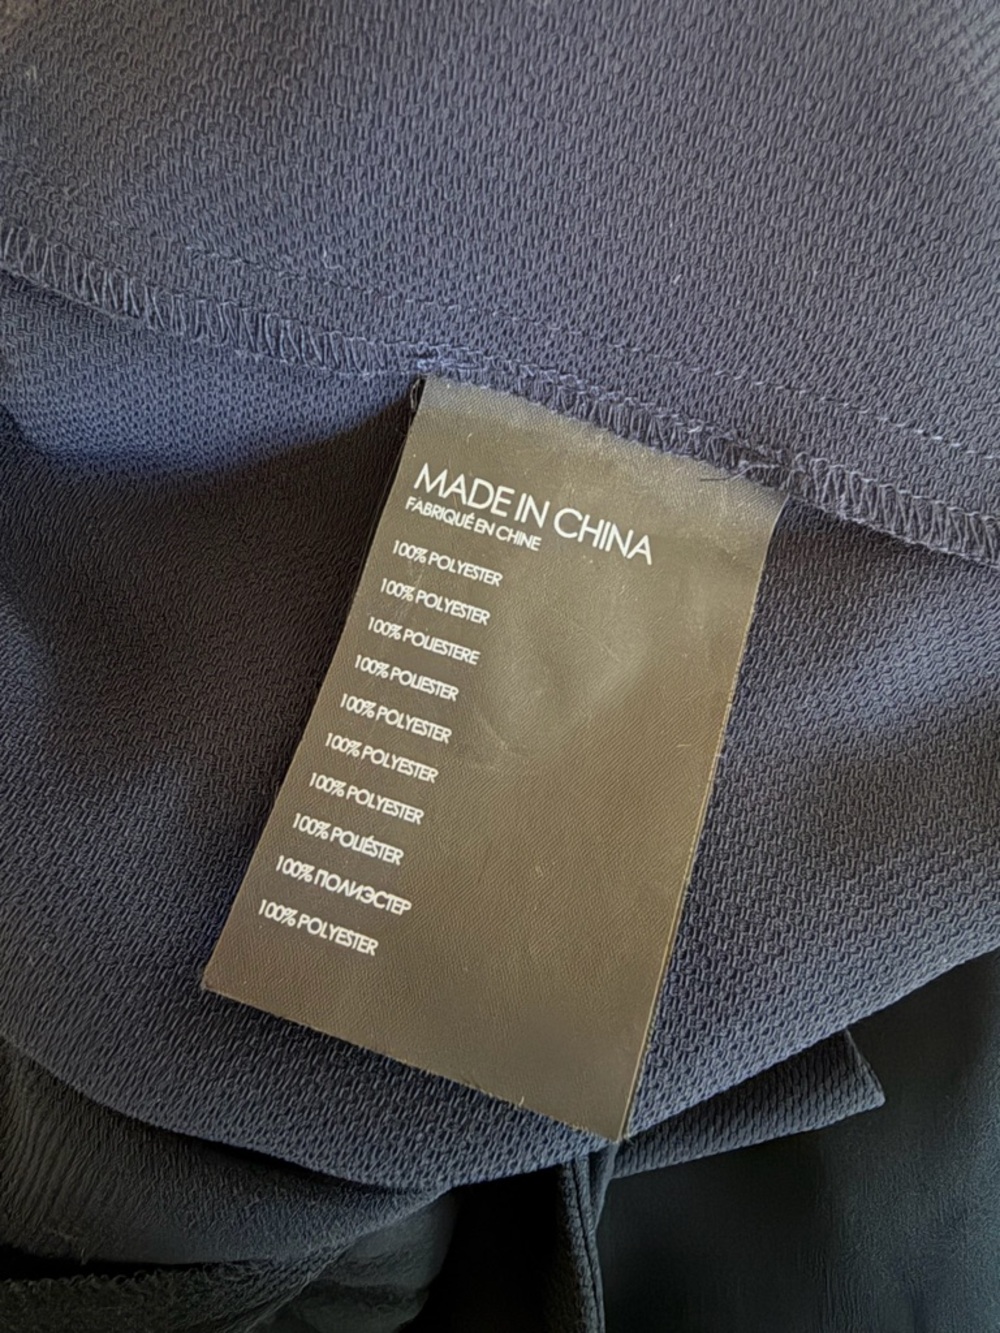 MADE IN CHINA
FABRIQUÉ EN CHINE
100% POLYESTER
100% POLYESTER
100% POLIESTERE
100% POLIESTER
100% POLYESTER
100% POLYESTER
100% POLYESTER
100% POLIÉSTER
100% ПОЛИЭСТЕР
100% POLYESTER